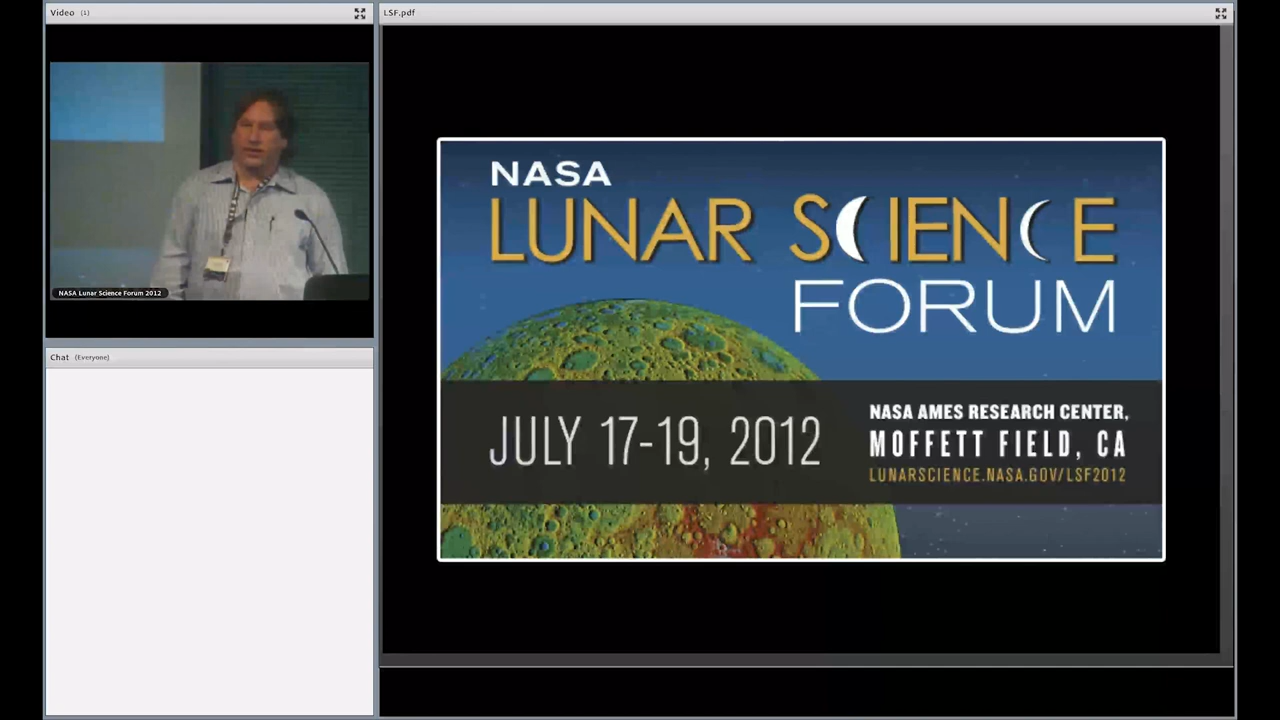 Video (1)
NASA Lunar Science Forum 2012
Chat (Everyone)
LSF.pdf
NASA
LUNAR SCIENCE
FORUM
JULY 17-19, 2012
NASA AMES RESEARCH CENTER,
MOFFETT FIELD, CA
LUNARSCIENCE.NASA.GOV/LSF2012